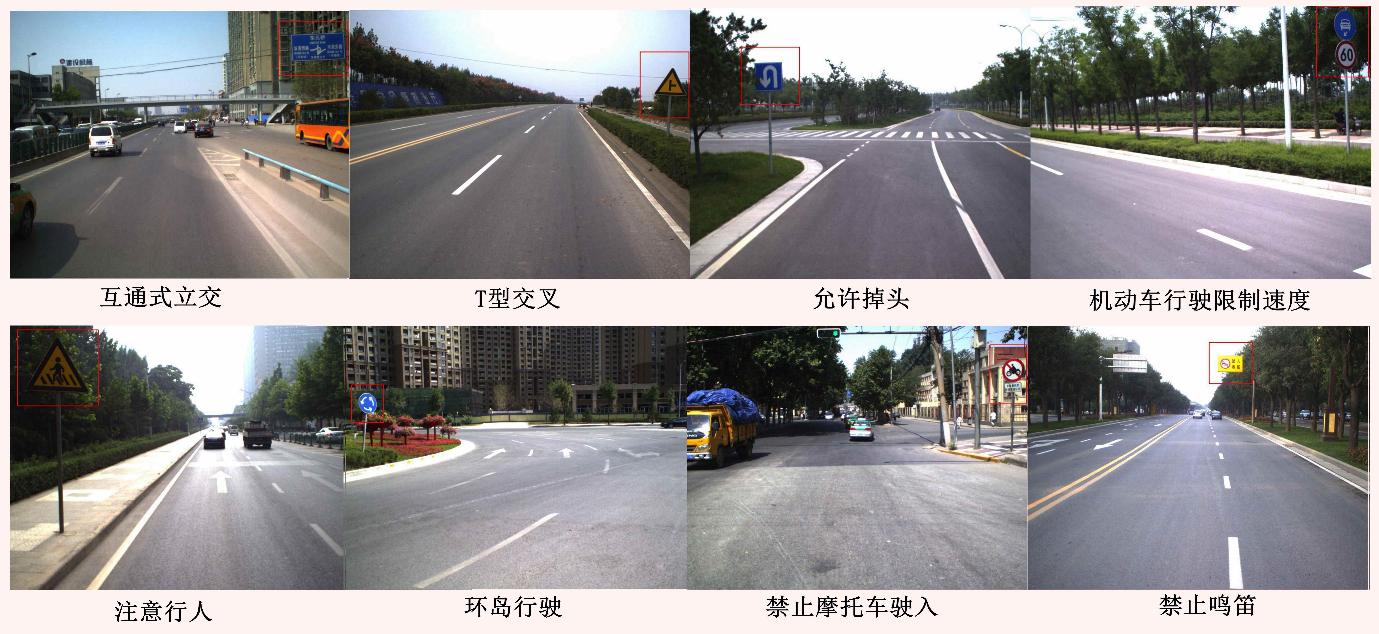 互通式立交
T型交叉
允许掉头
60
机动车行驶限制速度
注意行人
环岛行驶
禁止摩托车驶入
禁止鸣笛